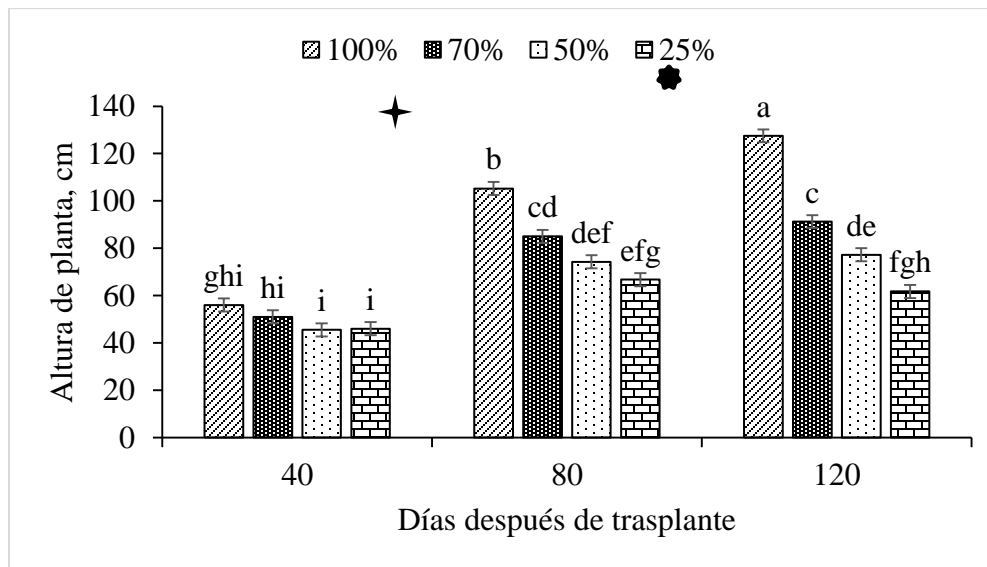 100% 70% 50% 25%
140
120
100
80
60
40
20
0
Altura de planta, cm
ghi hi i i
b cd def efg
a c de fgh
40 80 120
Días después de trasplante